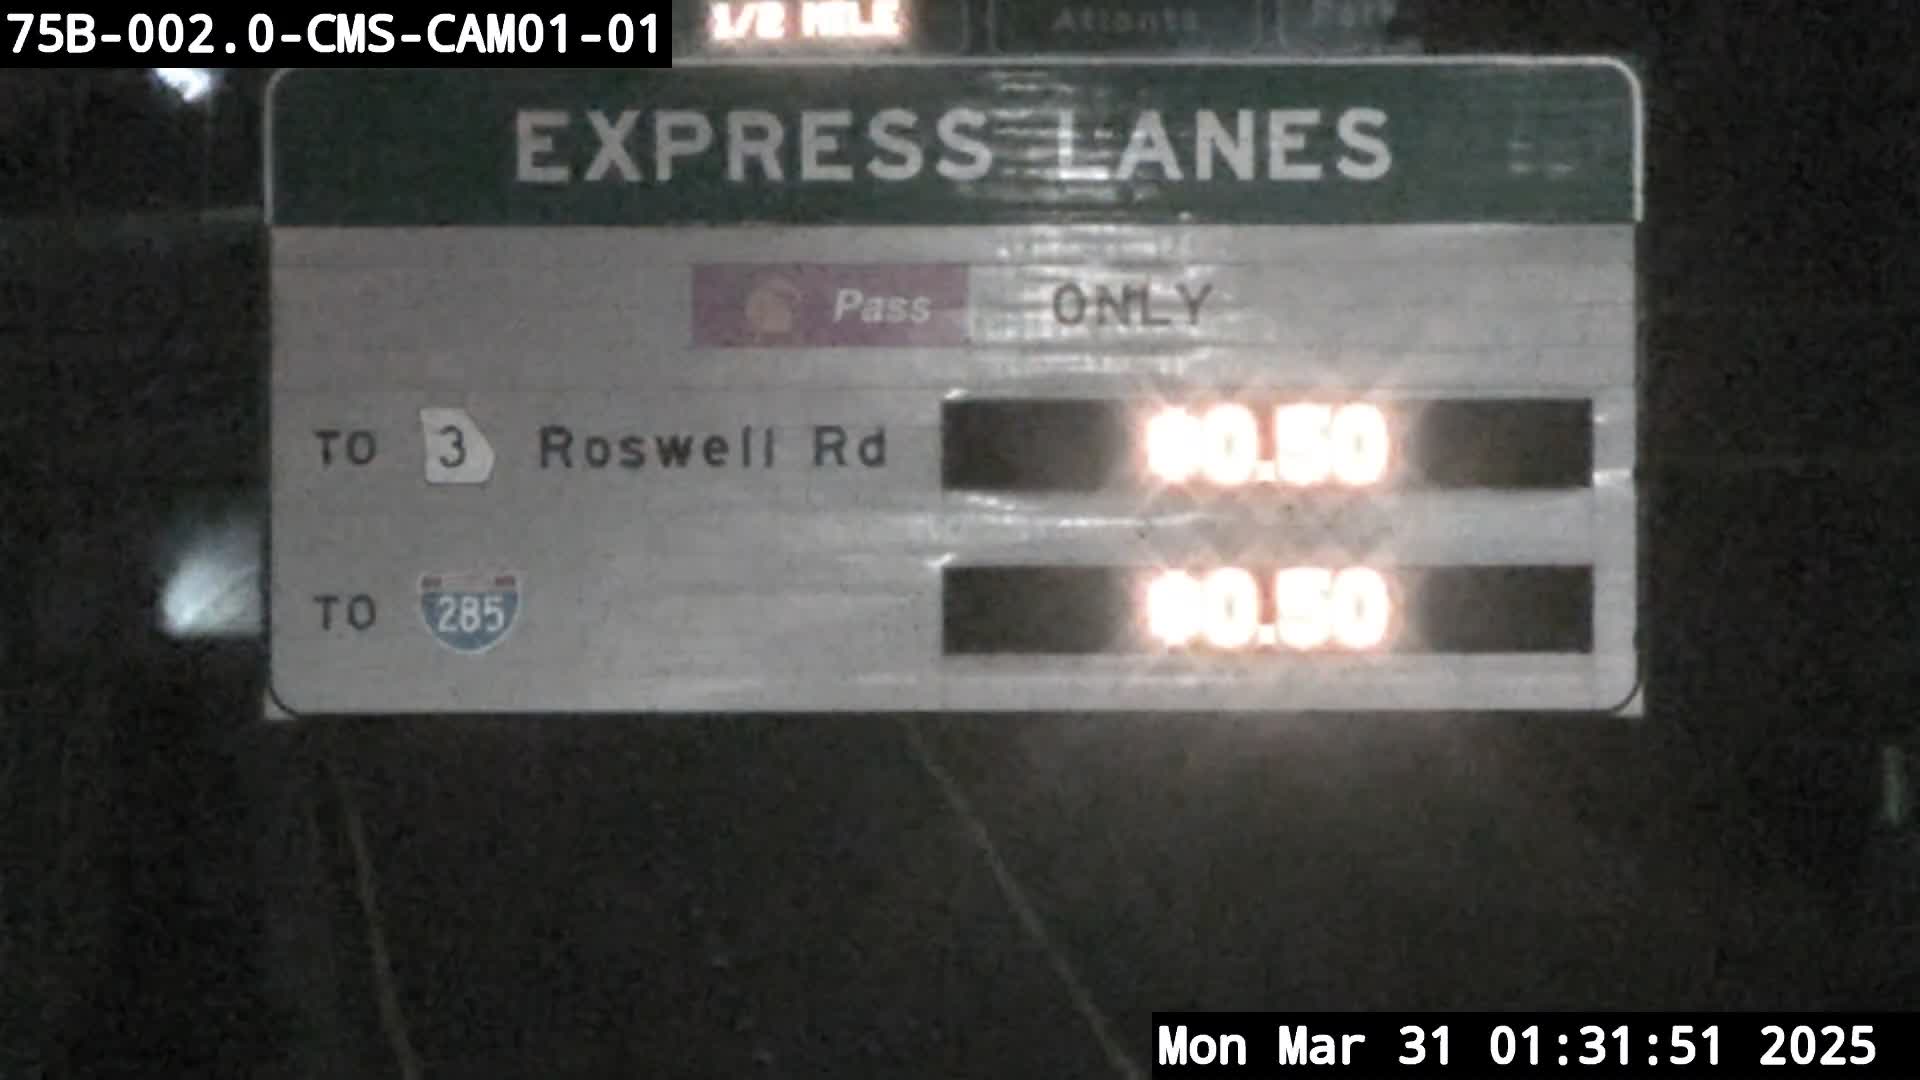 75B-002.0-CMS-CAM01-01
1/2 MILE
Atlanta
EXPRESS LANES
Pass ONLY
TO 3 Roswell Rd $0.50
TO 285 $0.50
Mon Mar 31 01:31:51 2025